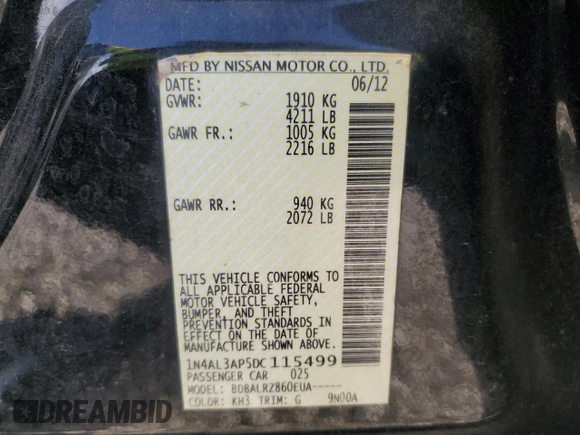 MFD BY NISSAN MOTOR CO., LTD.
DATE: 06/12
GVWR: 1910 KG
4211 LB
GAWR FR.: 1005 KG
2216 LB
GAWR RR.: 940 KG
2072 LB
THIS VEHICLE CONFORMS TO
ALL APPLICABLE FEDERAL
MOTOR VEHICLE SAFETY,
BUMPER, AND THEFT
PREVENTION STANDARDS IN
EFFECT ON THE DATE OF
MANUFACTURE SHOWN ABOVE.
1N4AL3AP5DC115499
PASSENGER CAR 025
MODEL: BDBALRZ860EUA-----
COLOR: KH3 TRIM: G 9N00A
DREAMBID